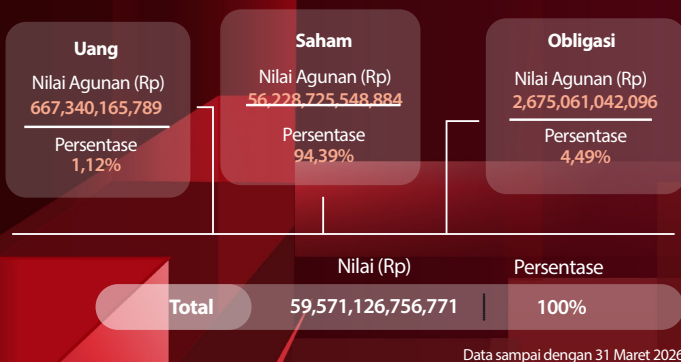 Uang
Nilai Agunan (Rp)
667,340,165,789
Persentase
1,12%
Saham
Nilai Agunan (Rp)
56,228,725,548,884
Persentase
94,39%
Obligasi
Nilai Agunan (Rp)
2,675,061,042,096
Persentase
4,49%
Nilai (Rp) Persentase
Total 59,571,126,756,771 100%
Data sampai dengan 31 Maret 2026